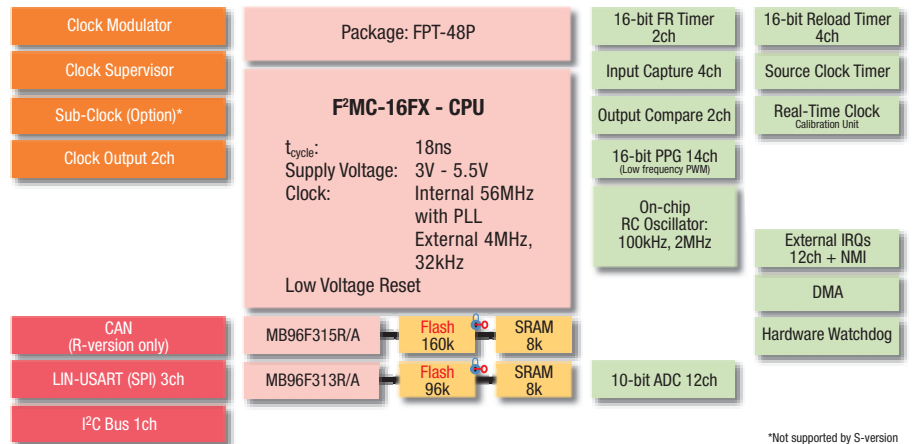 Clock Modulator
Clock Supervisor
Sub-Clock (Option)*
Clock Output 2ch
Package: FPT-48P
F²MC-16FX - CPU
tcycle: 18ns
Supply Voltage: 3V - 5.5V
Clock: Internal 56MHz
with PLL
External 4MHz,
32kHz
Low Voltage Reset
16-bit FR Timer
2ch
Input Capture 4ch
Output Compare 2ch
16-bit PPG 14ch
(Low frequency PWM)
On-chip
RC Oscillator:
100kHz, 2MHz
16-bit Reload Timer
4ch
Source Clock Timer
Real-Time Clock
Calibration Unit
External IRQs
12ch + NMI
DMA
Hardware Watchdog
CAN
(R-version only)
LIN-USART (SPI) 3ch
I²C Bus 1ch
MB96F315R/A
Flash
160k
SRAM
8k
MB96F313R/A
Flash
96k
SRAM
8k
10-bit ADC 12ch
*Not supported by S-version